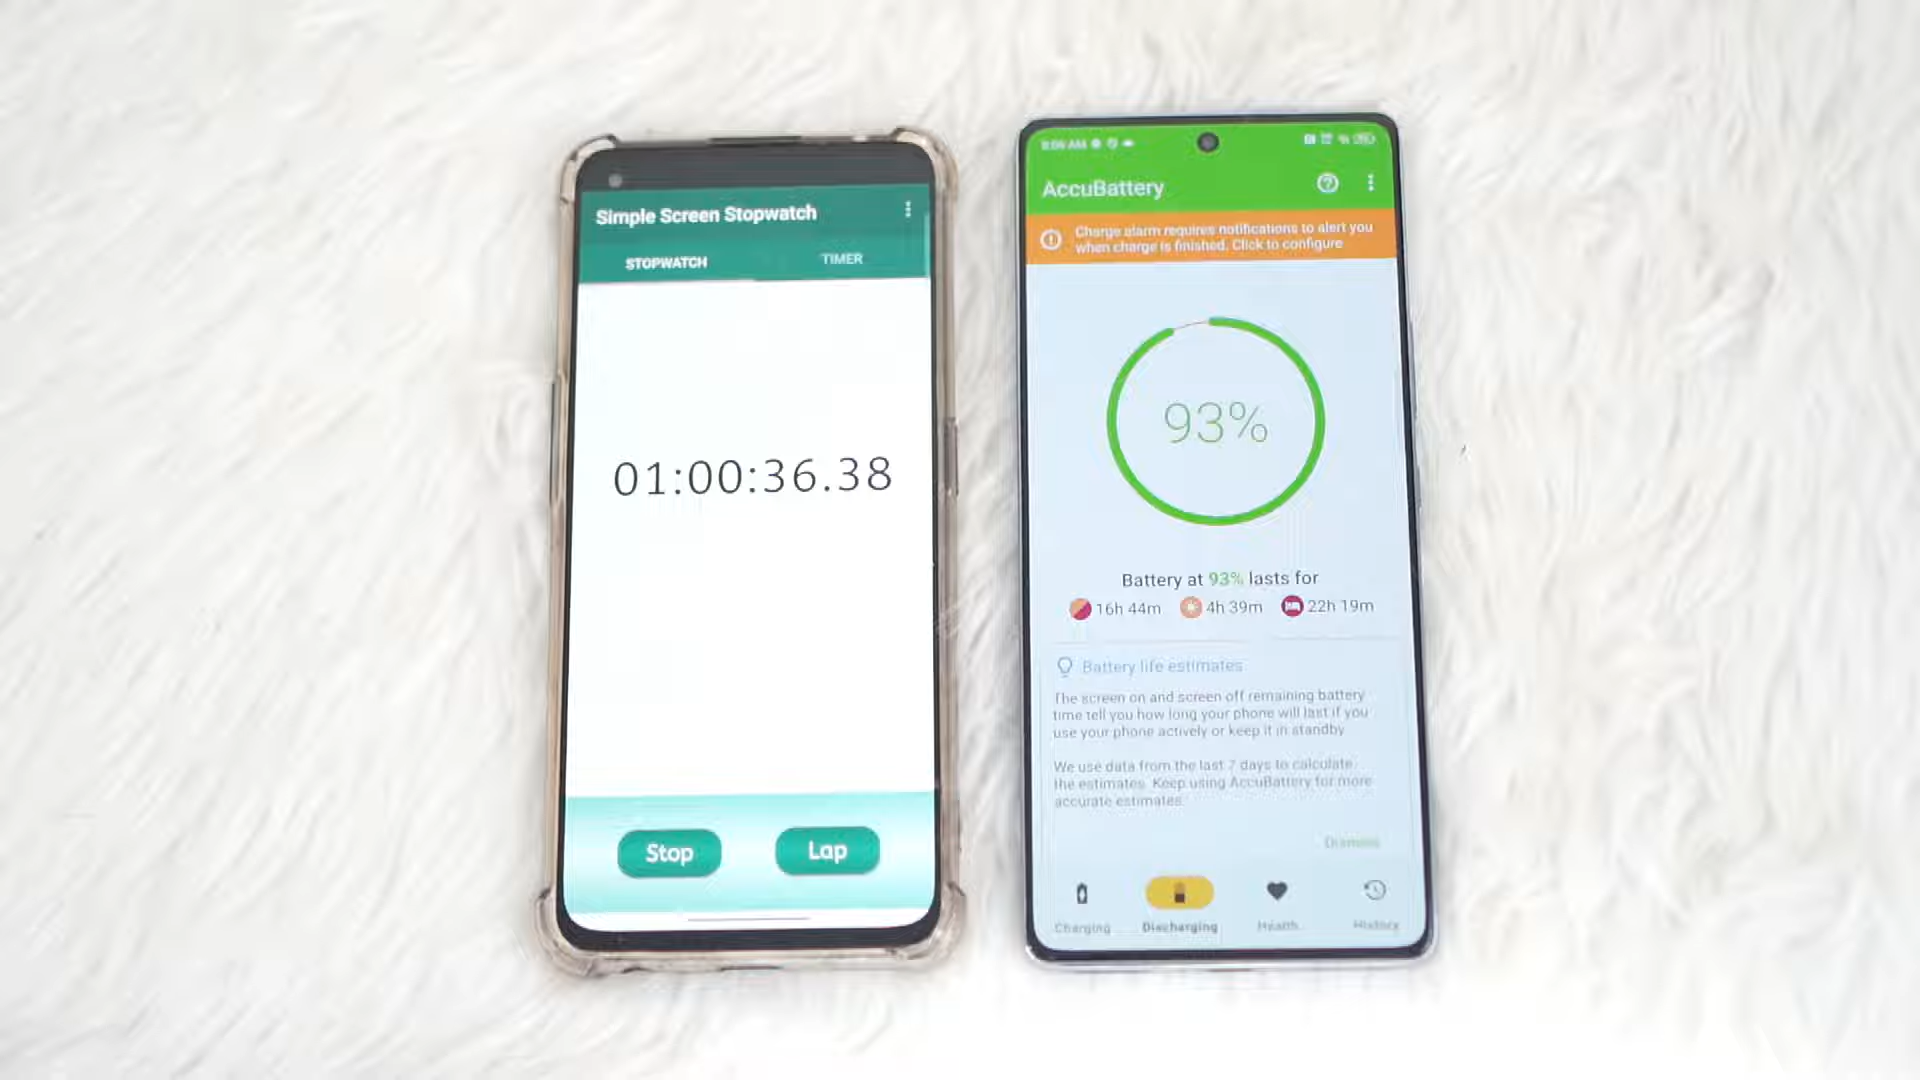 Simple Screen Stopwatch
STOPWATCH
TIMER
01:00:36.38
Stop
Lap
AM
AccuBattery
Charge alarm requires notifications to alert you
when charge is finished. Click to configure
93%
Battery at 93% lasts for
16h 44m
4h 39m
22h 19m
Battery life estimates
The screen on and screen off remaining battery
time tell you how long your phone will last if you
use your phone actively or keep it in standby
We use data from the last 7 days to calculate
the estimates. Keep using AccuBattery for more
accurate estimates.
Dismiss
Charging
Discharging
Health
History